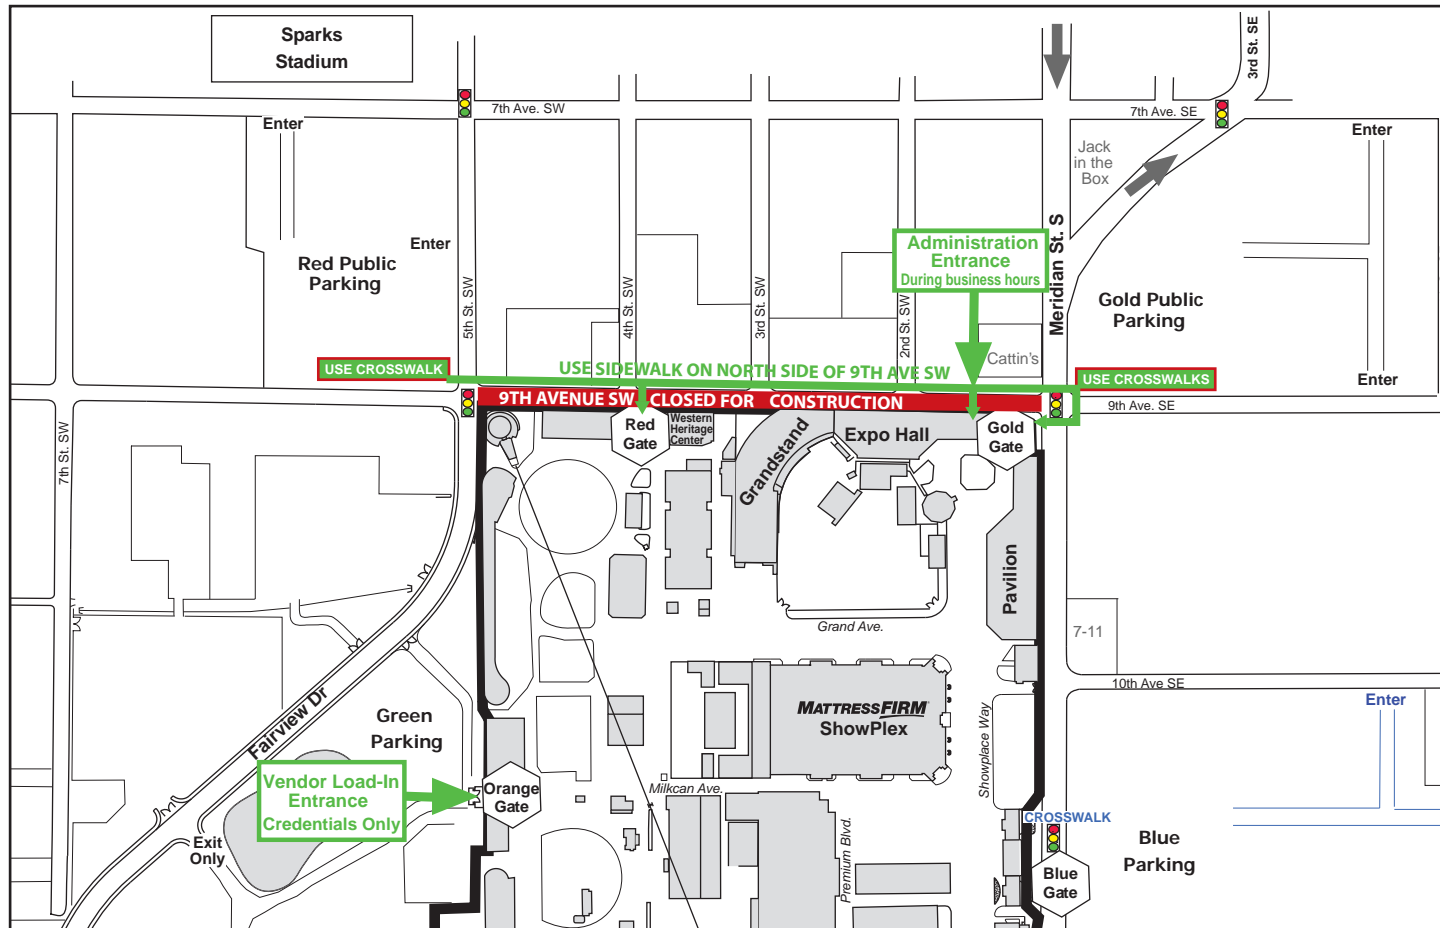 Sparks
Stadium
3rd St. SE
7th Ave. SW
7th Ave. SE
Enter
Enter
Jack
in the
Box
Enter
Red Public
Parking
5th St. SW
4th St. SW
3rd St. SW
2nd St. SW
Meridian St. S
Administration
Entrance
During business hours
Gold Public
Parking
Cattin's
USE CROSSWALK
USE SIDEWALK ON NORTH SIDE OF 9TH AVE SW
USE CROSSWALKS
Enter
9TH AVENUE SW CLOSED FOR CONSTRUCTION
9th Ave. SE
7th St. SW
Red
Gate
Western
Heritage
Center
Grandstand
Expo Hall
Gold
Gate
Pavilion
Grand Ave.
7-11
10th Ave SE
Fairview Dr
Green
Parking
MATTRESSFIRM
ShowPlex
Showplace Way
Enter
Vendor Load-In
Entrance
Credentials Only
Orange
Gate
Milkcan Ave.
Premium Blvd.
CROSSWALK
Exit
Only
Blue
Parking
Blue
Gate